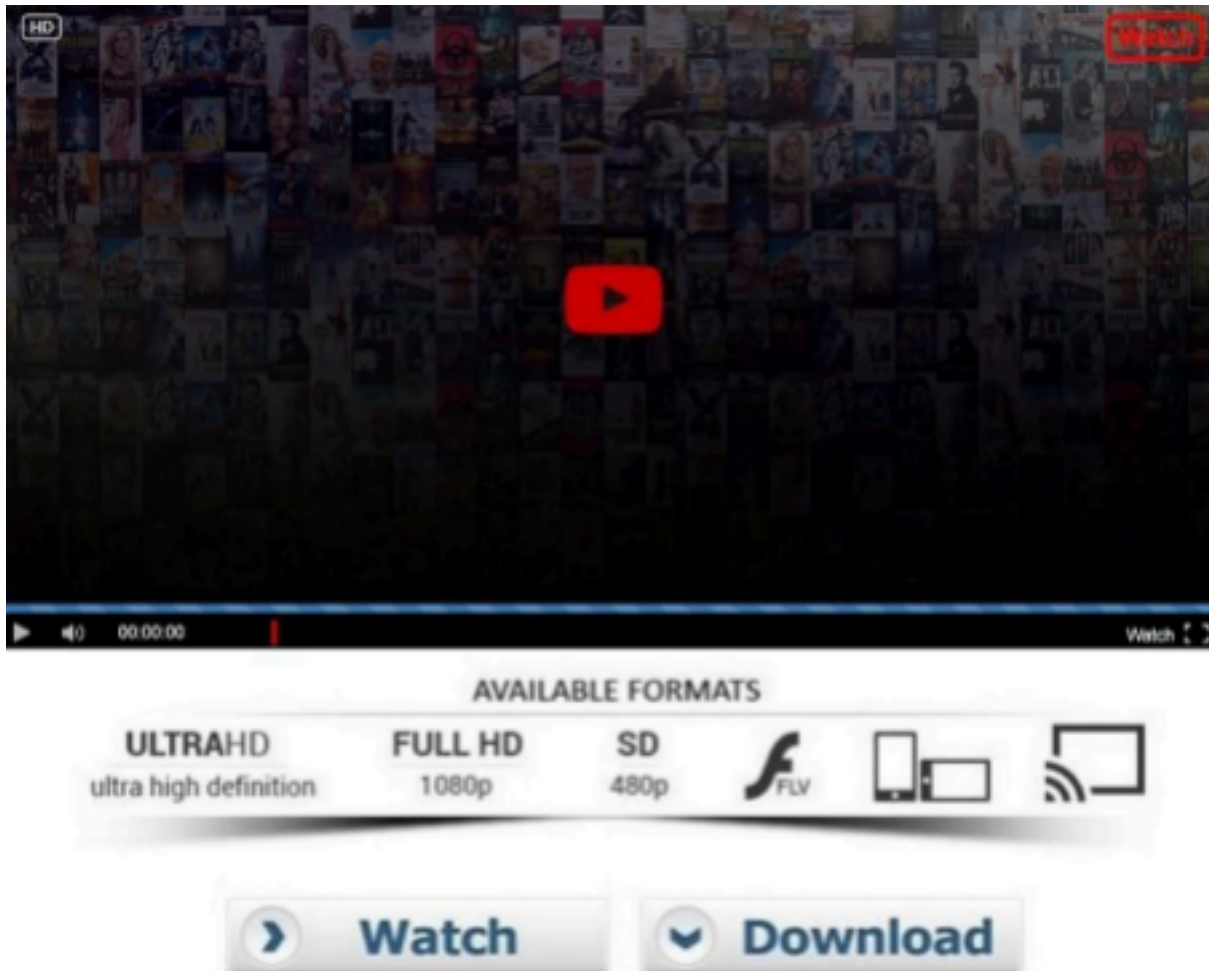 HD
Watch
00:00:00
Watch
AVAILABLE FORMATS
ULTRAHD
ultra high definition
FULL HD
1080p
SD
480p
FLV
Watch
Download